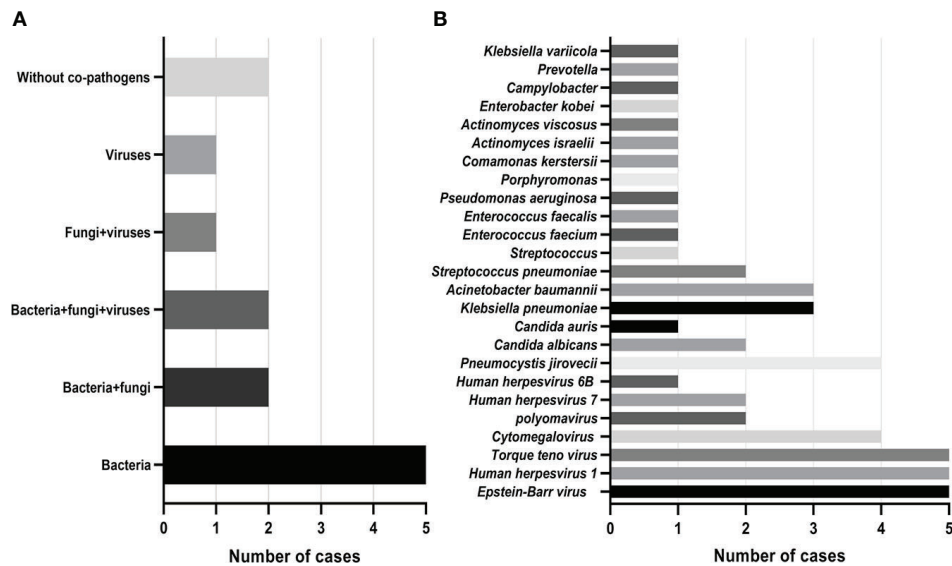 A
Without co-pathogens
Viruses
Fungi+viruses
Bacteria+fungi+viruses
Bacteria+fungi
Bacteria
0 1 2 3 4 5
Number of cases
B
Klebsiella variicola
Prevotella
Campylobacter
Enterobacter kobei
Actinomyces viscosus
Actinomyces israelii
Comamonas kerstersii
Porphyromonas
Pseudomonas aeruginosa
Enterococcus faecalis
Enterococcus faecium
Streptococcus
Streptococcus pneumoniae
Acinetobacter baumannii
Klebsiella pneumoniae
Candida auris
Candida albicans
Pneumocystis jirovecii
Human herpesvirus 6B
Human herpesvirus 7
polyomavirus
Cytomegalovirus
Torque teno virus
Human herpesvirus 1
Epstein-Barr virus
0 1 2 3 4 5
Number of cases